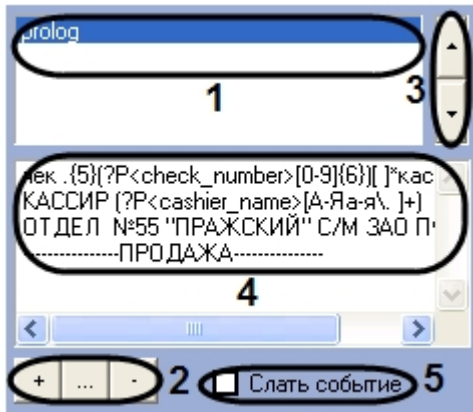 prolog
1
3
чек .{5}(?P<check_number>[0-9]{6})[ ]*кас
КАССИР (?P<cashier_name>[А-Яа-я\. ]+)
ОТДЕЛ №55 "ПРАЖСКИЙ" С/М ЗАО
---------------ПРОДАЖА---------------
4
+ ... - 2 Слать событие 5